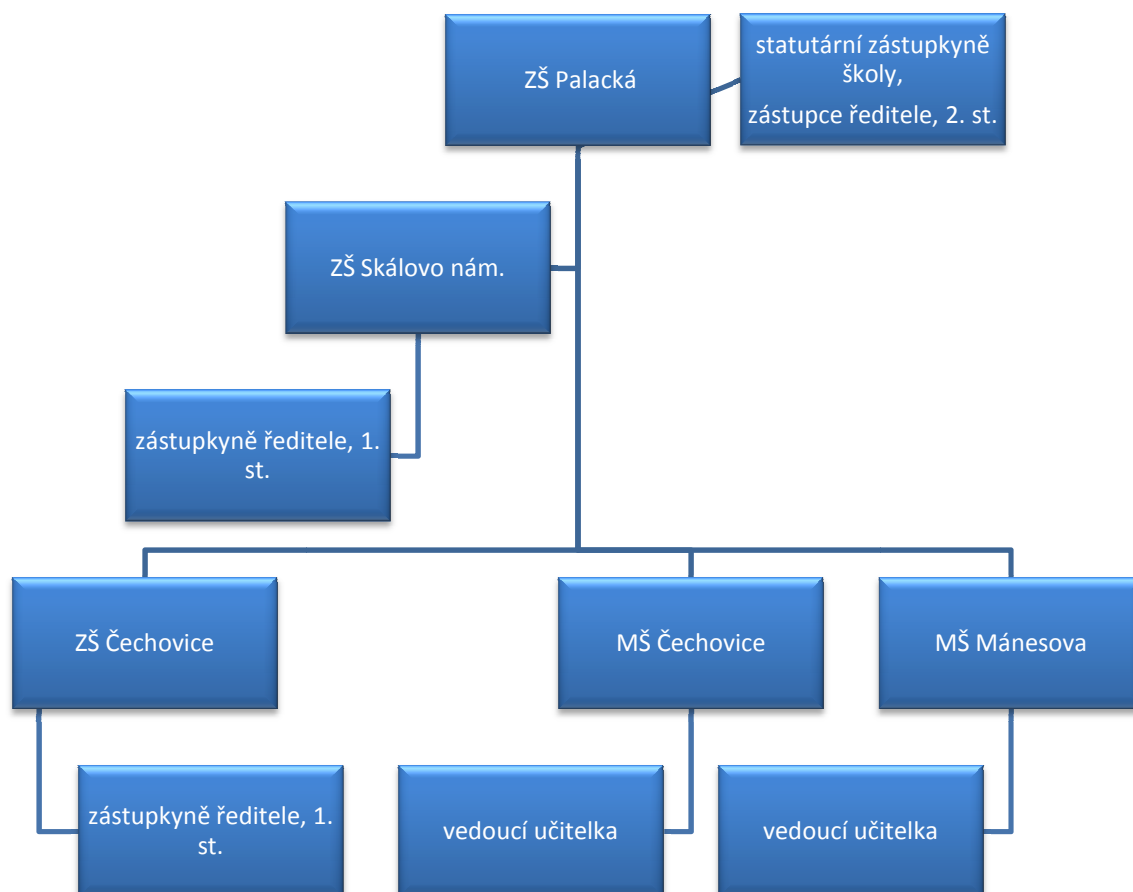 ZŠ Palacká
statutární zástupkyně
školy,
zástupce ředitele, 2. st.
ZŠ Skálovo nám.
zástupkyně ředitele, 1.
st.
ZŠ Čechovice
MŠ Čechovice
MŠ Mánesova
zástupkyně ředitele, 1.
st.
vedoucí učitelka
vedoucí učitelka